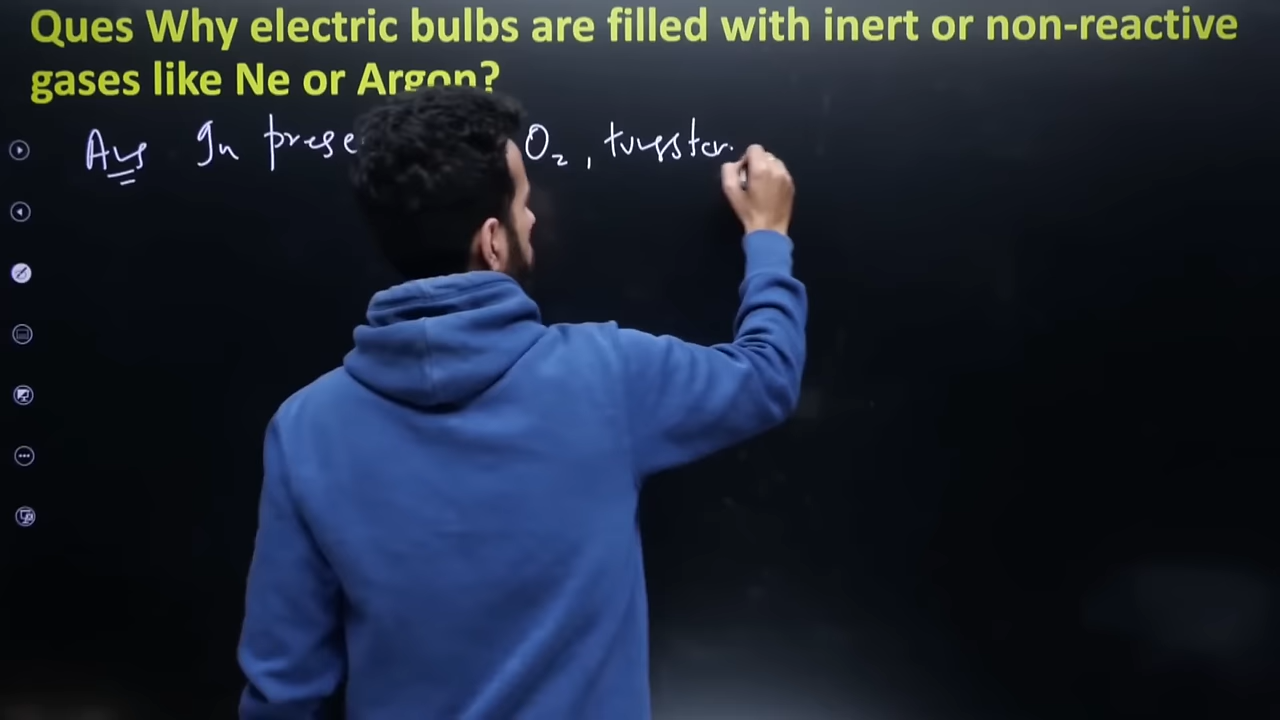 Ques Why electric bulbs are filled with inert or non-reactive
gases like Ne or Argon?
Ans In prese O₂, tungsten